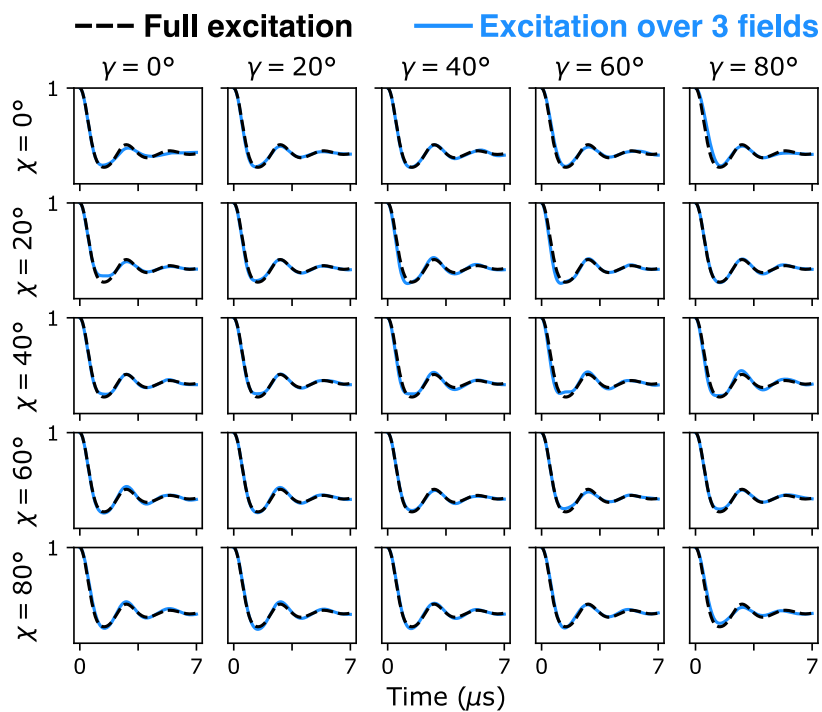 Full excitation Excitation over 3 fields
γ = 0° γ = 20° γ = 40° γ = 60° γ = 80°
1
χ = 0°
1
χ = 20°
1
χ = 40°
1
χ = 60°
1
χ = 80°
0 7 0 7 0 7 0 7 0 7
Time (μs)